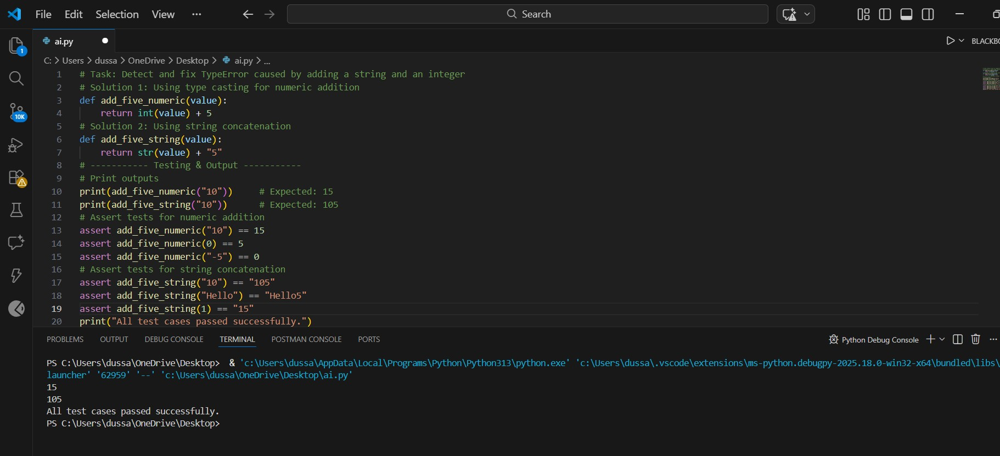 File Edit Selection View ··· Search
ai.py BLACKBO
C: > Users > dussa > OneDrive > Desktop > ai.py > ...
1 # Task: Detect and fix TypeError caused by adding a string and an integer
2 # Solution 1: Using type casting for numeric addition
3 def add_five_numeric(value):
4     return int(value) + 5
5 # Solution 2: Using string concatenation
6 def add_five_string(value):
7     return str(value) + "5"
8 # ----------- Testing & Output -----------
9 # Print outputs
10 print(add_five_numeric("10"))     # Expected: 15
11 print(add_five_string("10"))      # Expected: 105
12 # Assert tests for numeric addition
13 assert add_five_numeric("10") == 15
14 assert add_five_numeric(0) == 5
15 assert add_five_numeric("-5") == 0
16 # Assert tests for string concatenation
17 assert add_five_string("10") == "105"
18 assert add_five_string("Hello") == "Hello5"
19 assert add_five_string(1) == "15"
20 print("All test cases passed successfully.")
1
10K
PROBLEMS OUTPUT DEBUG CONSOLE TERMINAL POSTMAN CONSOLE PORTS Python Debug Console
PS C:\Users\dussa\OneDrive\Desktop>  & 'c:\Users\dussa\AppData\Local\Programs\Python\Python313\python.exe' 'c:\Users\dussa\.vscode\extensions\ms-python.debugpy-2025.18.0-win32-x64\bundled\libs\
launcher' '62959' '--' 'c:\Users\dussa\OneDrive\Desktop\ai.py'
15
105
All test cases passed successfully.
PS C:\Users\dussa\OneDrive\Desktop>